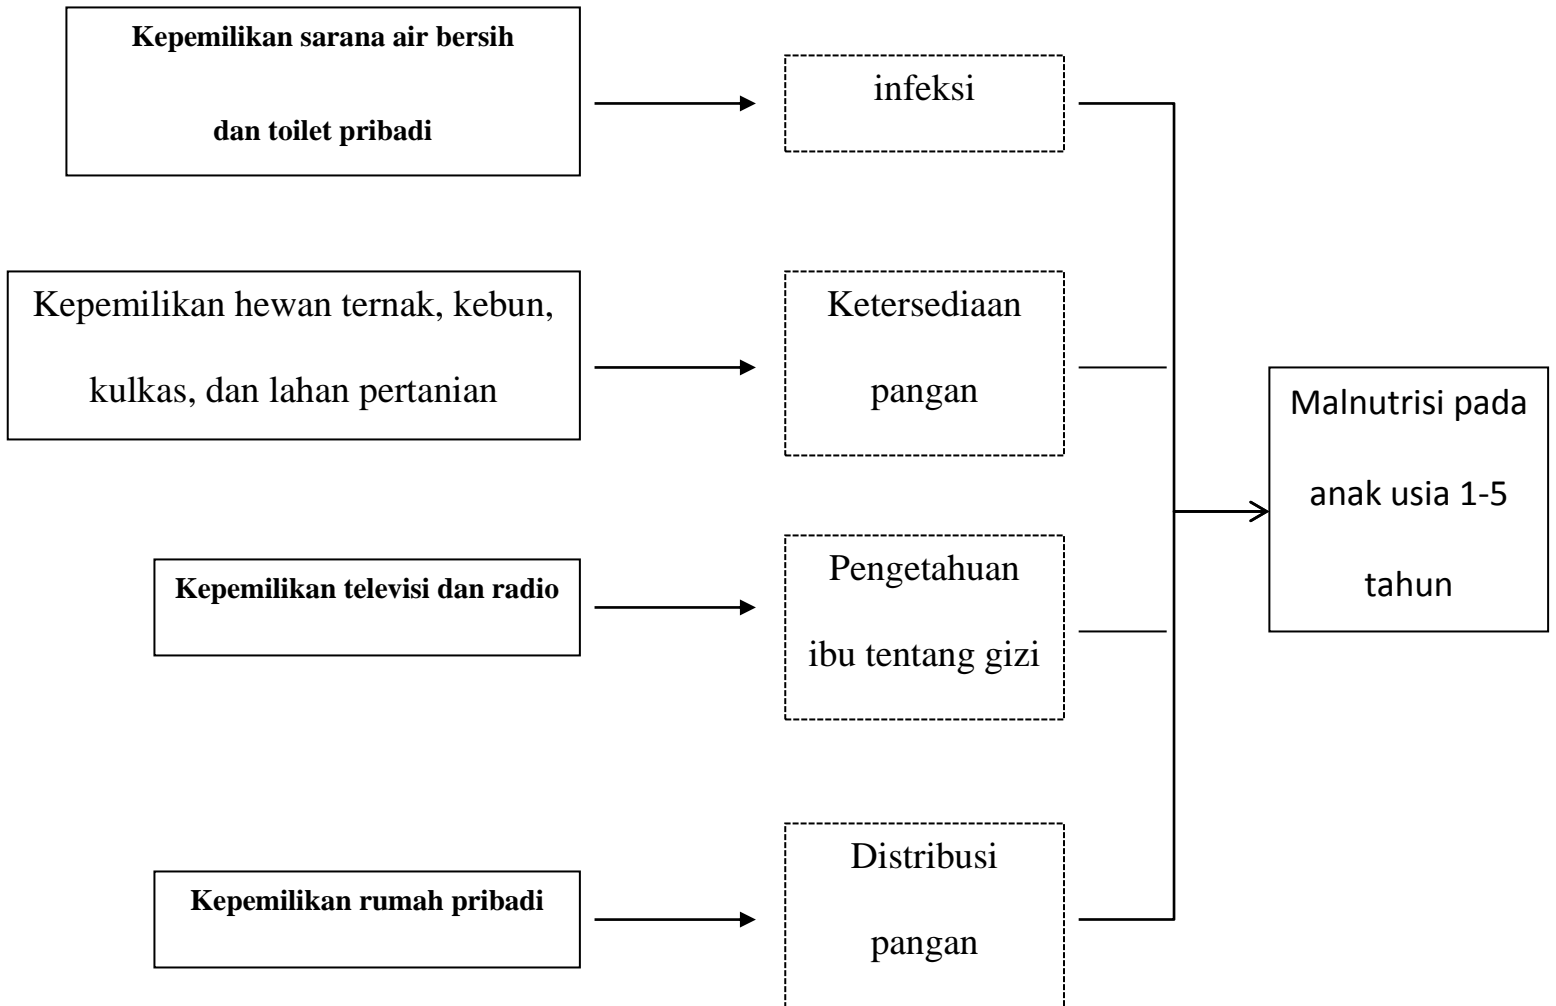 Kepemilikan sarana air bersih
dan toilet pribadi
infeksi
Kepemilikan hewan ternak, kebun,
kulkas, dan lahan pertanian
Ketersediaan
pangan
Kepemilikan televisi dan radio
Pengetahuan
ibu tentang gizi
Kepemilikan rumah pribadi
Distribusi
pangan
Malnutrisi pada
anak usia 1-5
tahun